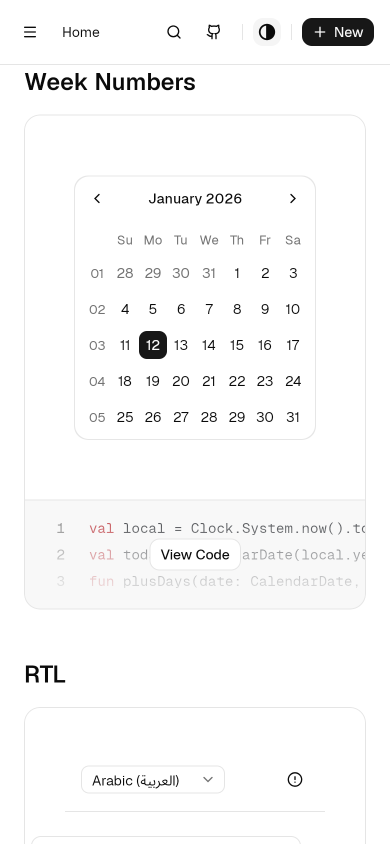 Home
New
Week Numbers
January 2026
Su Mo Tu We Th Fr Sa
01 28 29 30 31 1 2 3
02 4 5 6 7 8 9 10
03 11 12 13 14 15 16 17
04 18 19 20 21 22 23 24
05 25 26 27 28 29 30 31
1 val local = Clock.System.now().to
2 val tod arDate(local.ye
View Code
3 fun plusDays(date: CalendarDate,
RTL
Arabic (العربية)